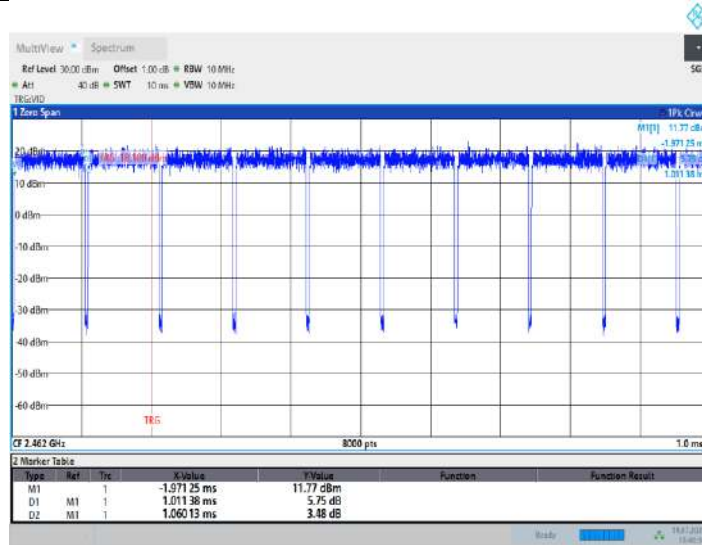 MultiView Spectrum
Ref Level 30.00 dBm Offset 1.00 dB RBW 10 MHz
Att 40 dB SWT 10 ms VBW 10 MHz
TRG:VID
1 Zero Span 1Pk Clrw
M1[1] 11.77 dB
-1.971 25 m
5.75 d
1.011 38 m
20 dBm
10 dBm
0 dBm
-10 dBm
-20 dBm
-30 dBm
-40 dBm
-50 dBm
-60 dBm
TRG
CF 2.462 GHz 8000 pts 1.0 ms
2 Marker Table
Type Ref Trc X-Value Y-Value Function Function Result
M1 1 -1.971 25 ms 11.77 dBm
D1 M1 1 1.011 38 ms 5.75 dB
D2 M1 1 1.060 13 ms 3.48 dB
Ready